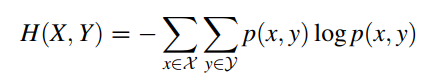 H(X, Y) = − ∑ ∑ p(x, y) log p(x, y)
x∈𝒳 y∈𝒴